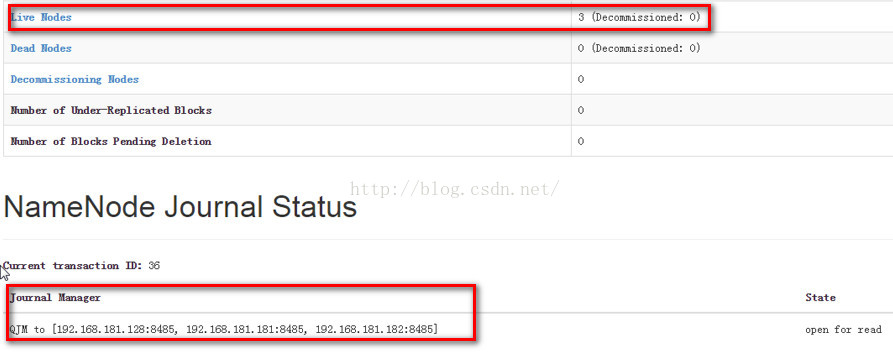 Live Nodes 3 (Decommissioned: 0)
Dead Nodes 0 (Decommissioned: 0)
Decommissioning Nodes 0
Number of Under-Replicated Blocks 0
Number of Blocks Pending Deletion 0
http://blog.csdn.net/
NameNode Journal Status
Current transaction ID: 36
Journal Manager State
QJM to [192.168.181.128:8485, 192.168.181.181:8485, 192.168.181.182:8485] open for read